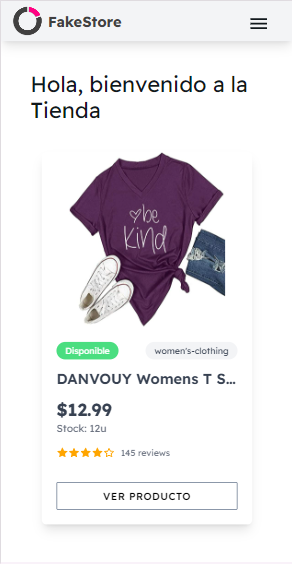 FakeStore
Hola, bienvenido a la
Tienda
be
kind
Disponible
women's-clothing
DANVOUY Womens T S...
$12.99
Stock: 12u
145 reviews
VER PRODUCTO